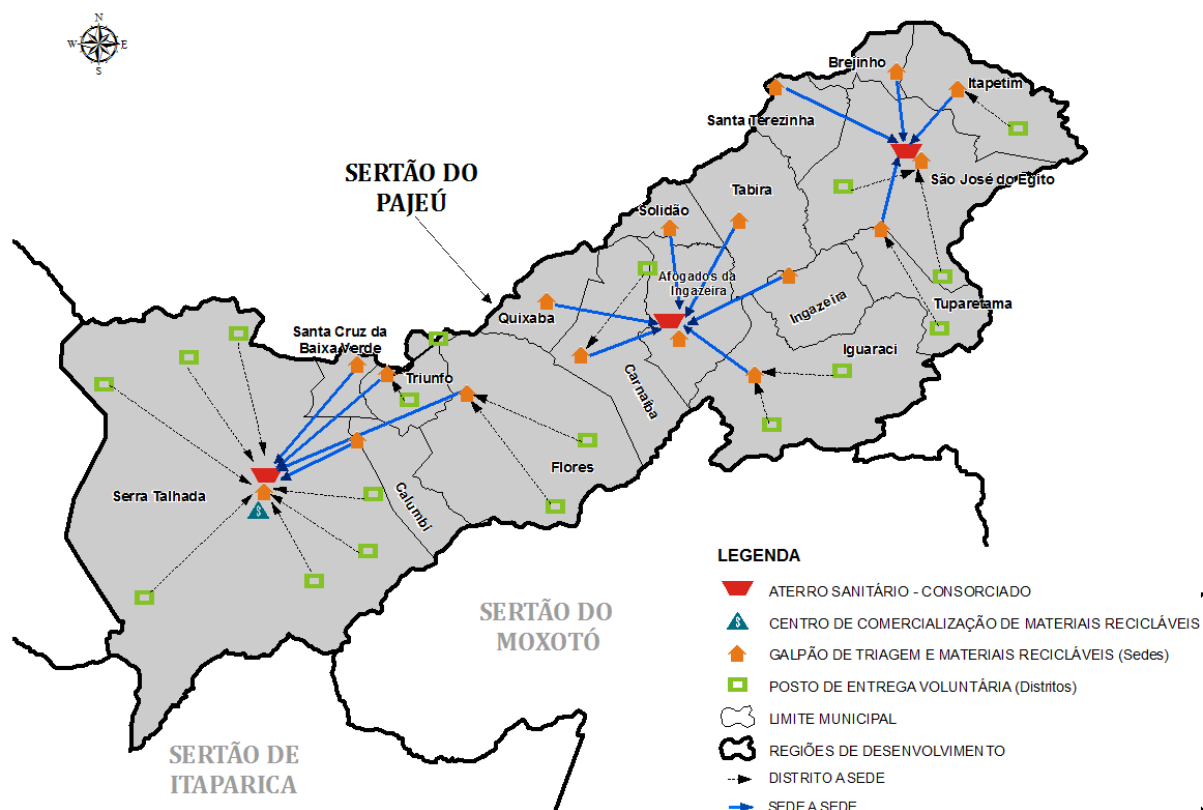 N
W
E
S
Brejinho
Itapetim
Santa Terezinha
SERTÃO DO
PAJEÚ
São José do Egito
Tabira
Solidão
Afogados da
Ingazeira
Tuparetama
Ingazeira
Quixaba
Iguaraci
Santa Cruz da
Baixa Verde
Triunfo
Carnaíba
Flores
Serra Talhada
Calumbí
$
SERTÃO DO
MOXOTÓ
SERTÃO DE
ITAPARICA
LEGENDA
ATERRO SANITÁRIO - CONSORCIADO
$
CENTRO DE COMERCIALIZAÇÃO DE MATERIAIS RECICLÁVEIS
GALPÃO DE TRIAGEM E MATERIAIS RECICLÁVEIS (Sedes)
POSTO DE ENTREGA VOLUNTÁRIA (Distritos)
LIMITE MUNICIPAL
REGIÕES DE DESENVOLVIMENTO
DISTRITO A SEDE
SEDE A SEDE